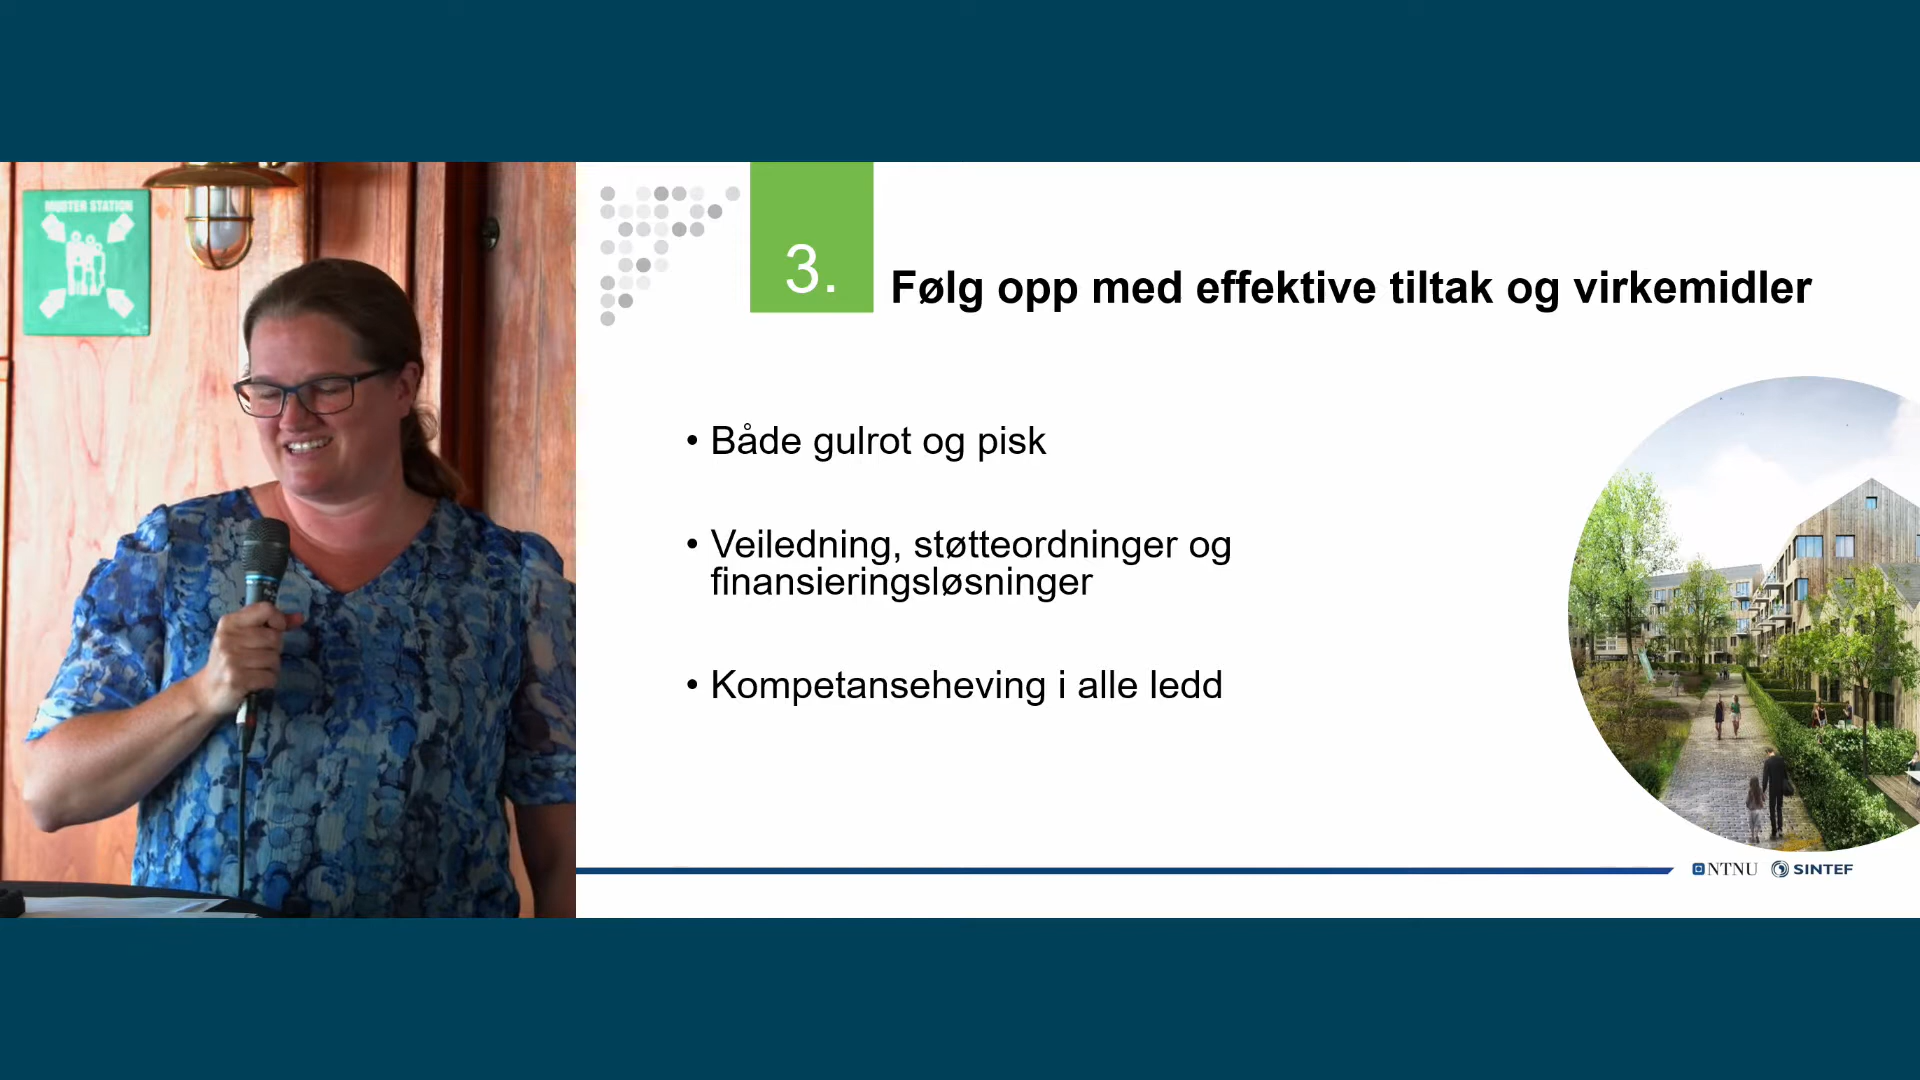 MUSTER STATION
3.
Følg opp med effektive tiltak og virkemidler
• Både gulrot og pisk
• Veiledning, støtteordninger og
finansieringsløsninger
• Kompetanseheving i alle ledd
NTNU SINTEF